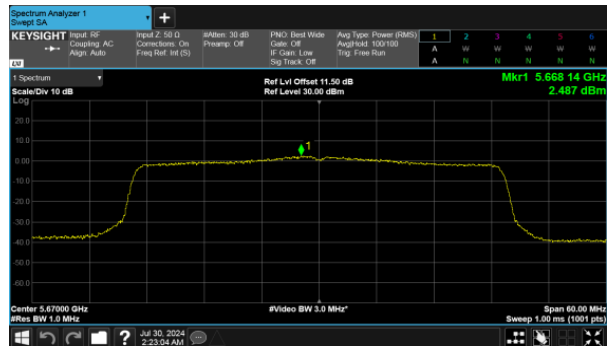 Spectrum Analyzer 1
Swept SA
KEYSIGHT
Input: RF
Coupling: AC
Align: Auto
Input Z: 50 Ω
Corrections: On
Freq Ref: Int (S)
#Atten: 30 dB
Preamp: Off
PNO: Best Wide
Gate: Off
IF Gain: Low
Sig Track: Off
Avg Type: Power (RMS)
Avg|Hold: 100/100
Trig: Free Run
1 2 3 4 5 6
A W W W W W
A N N N N N
LXI
1 Spectrum
Scale/Div 10 dB
Log
Ref Lvl Offset 11.50 dB
Ref Level 30.00 dBm
Mkr1 5.668 14 GHz
2.487 dBm
20.0
10.0
0.00
-10.0
-20.0
-30.0
-40.0
-50.0
-60.0
1
Center 5.67000 GHz
#Res BW 1.0 MHz
#Video BW 3.0 MHz*
Span 60.00 MHz
Sweep 1.00 ms (1001 pts)
Jul 30, 2024
2:23:04 AM